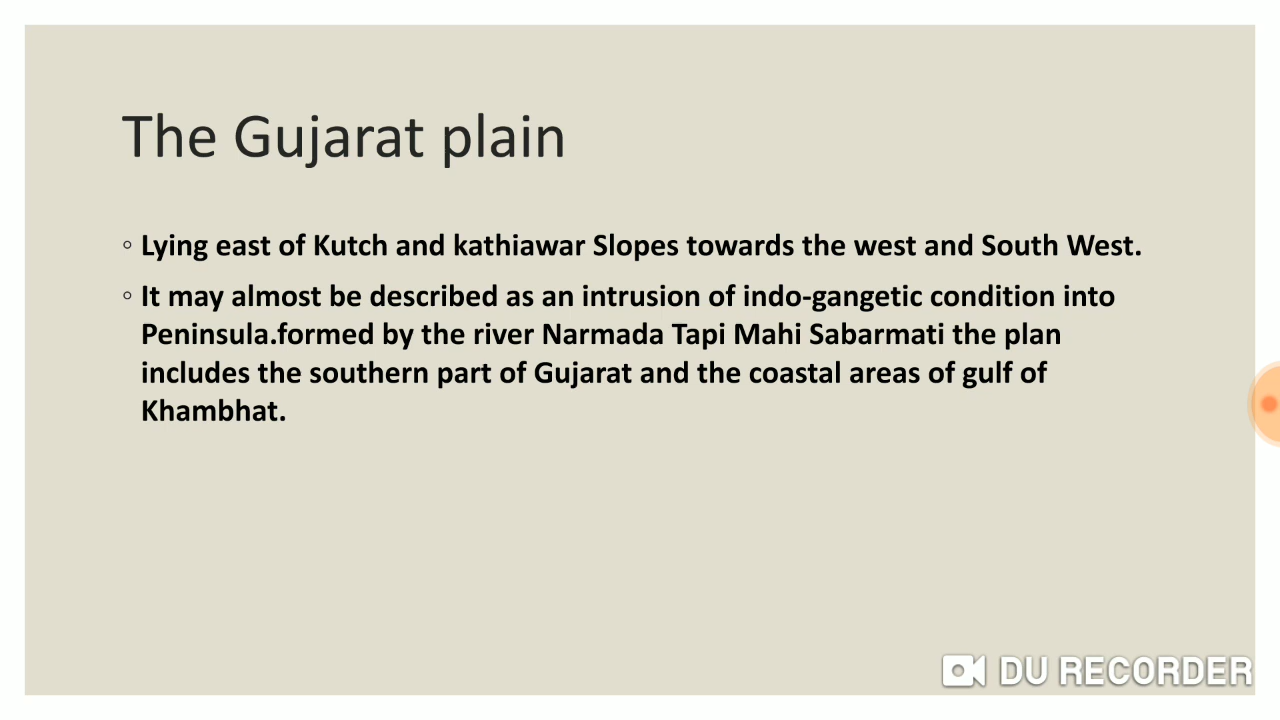 The Gujarat plain
◦ Lying east of Kutch and kathiawar Slopes towards the west and South West.
◦ It may almost be described as an intrusion of indo-gangetic condition into
Peninsula.formed by the river Narmada Tapi Mahi Sabarmati the plan
includes the southern part of Gujarat and the coastal areas of gulf of
Khambhat.
DU RECORDER